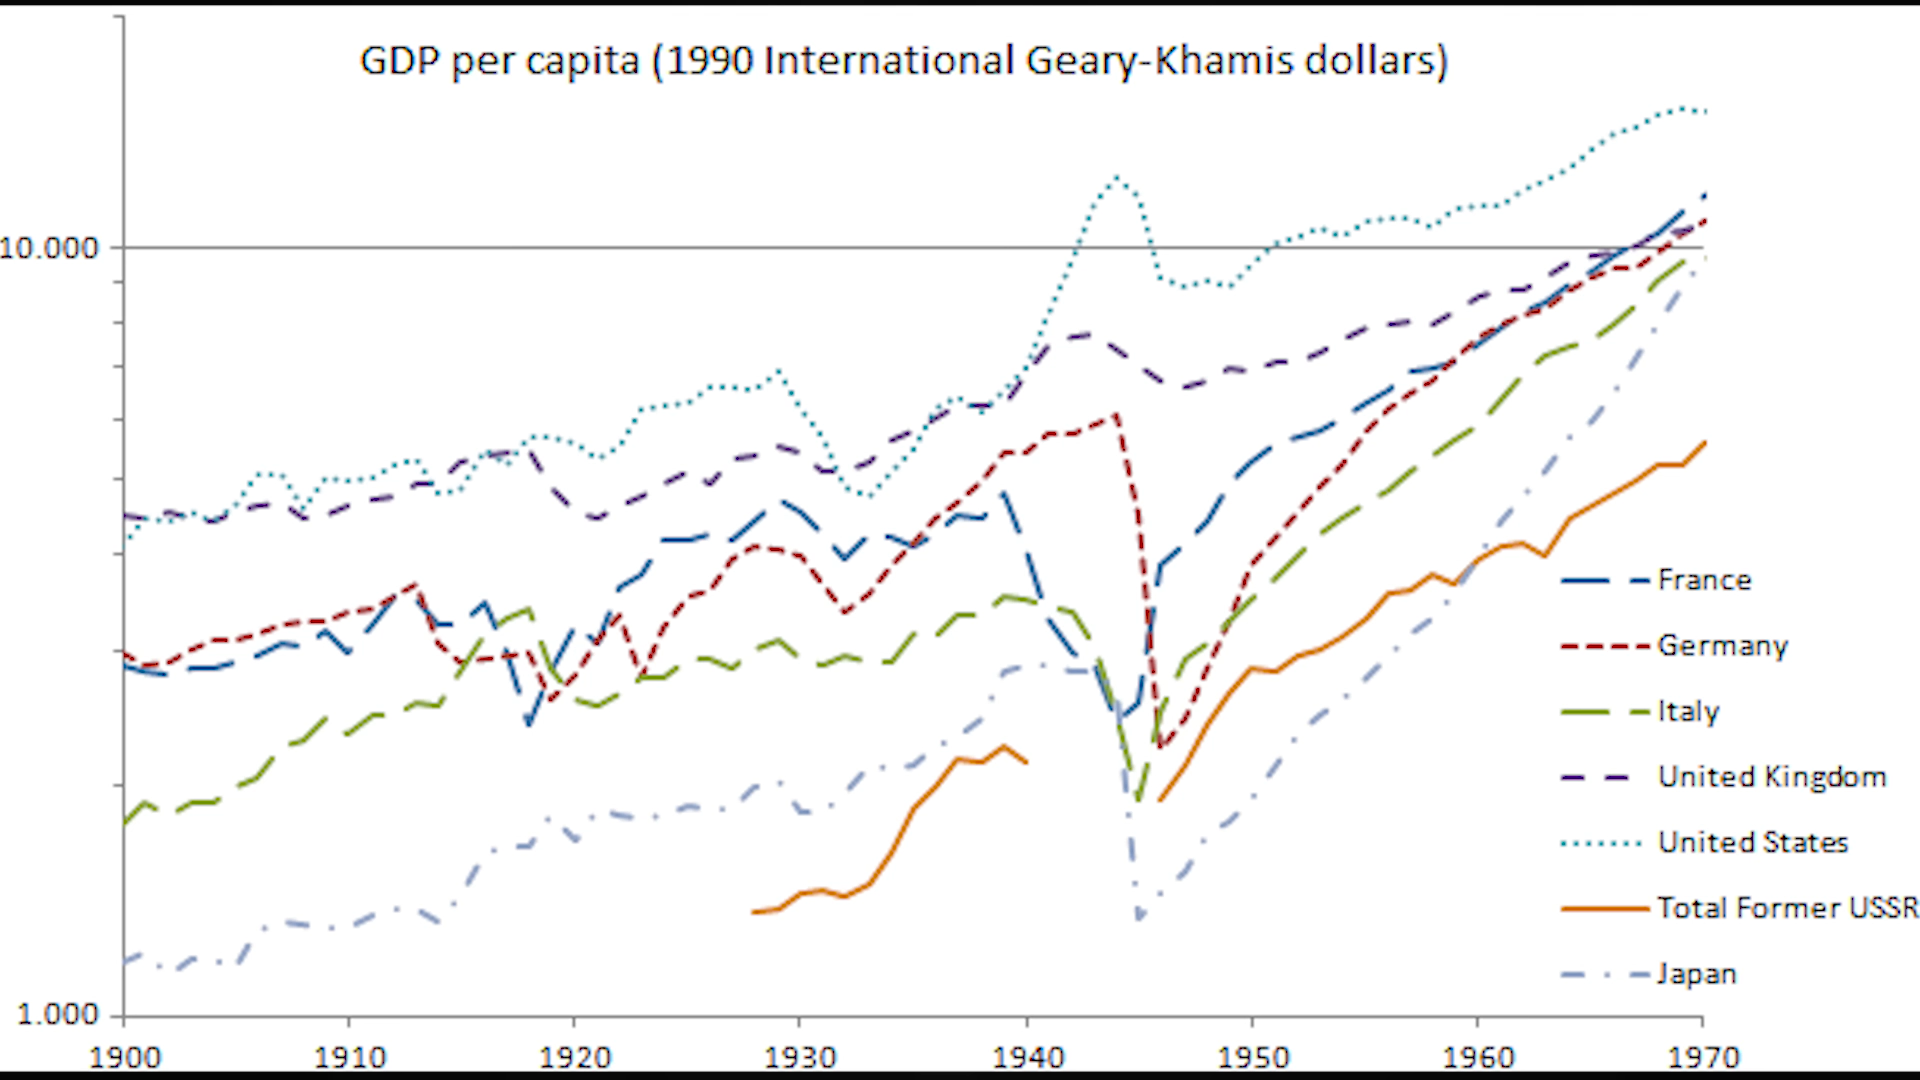 GDP per capita (1990 International Geary-Khamis dollars)
10.000
France
Germany
Italy
United Kingdom
United States
Total Former USSR
Japan
1.000
1900 1910 1920 1930 1940 1950 1960 1970